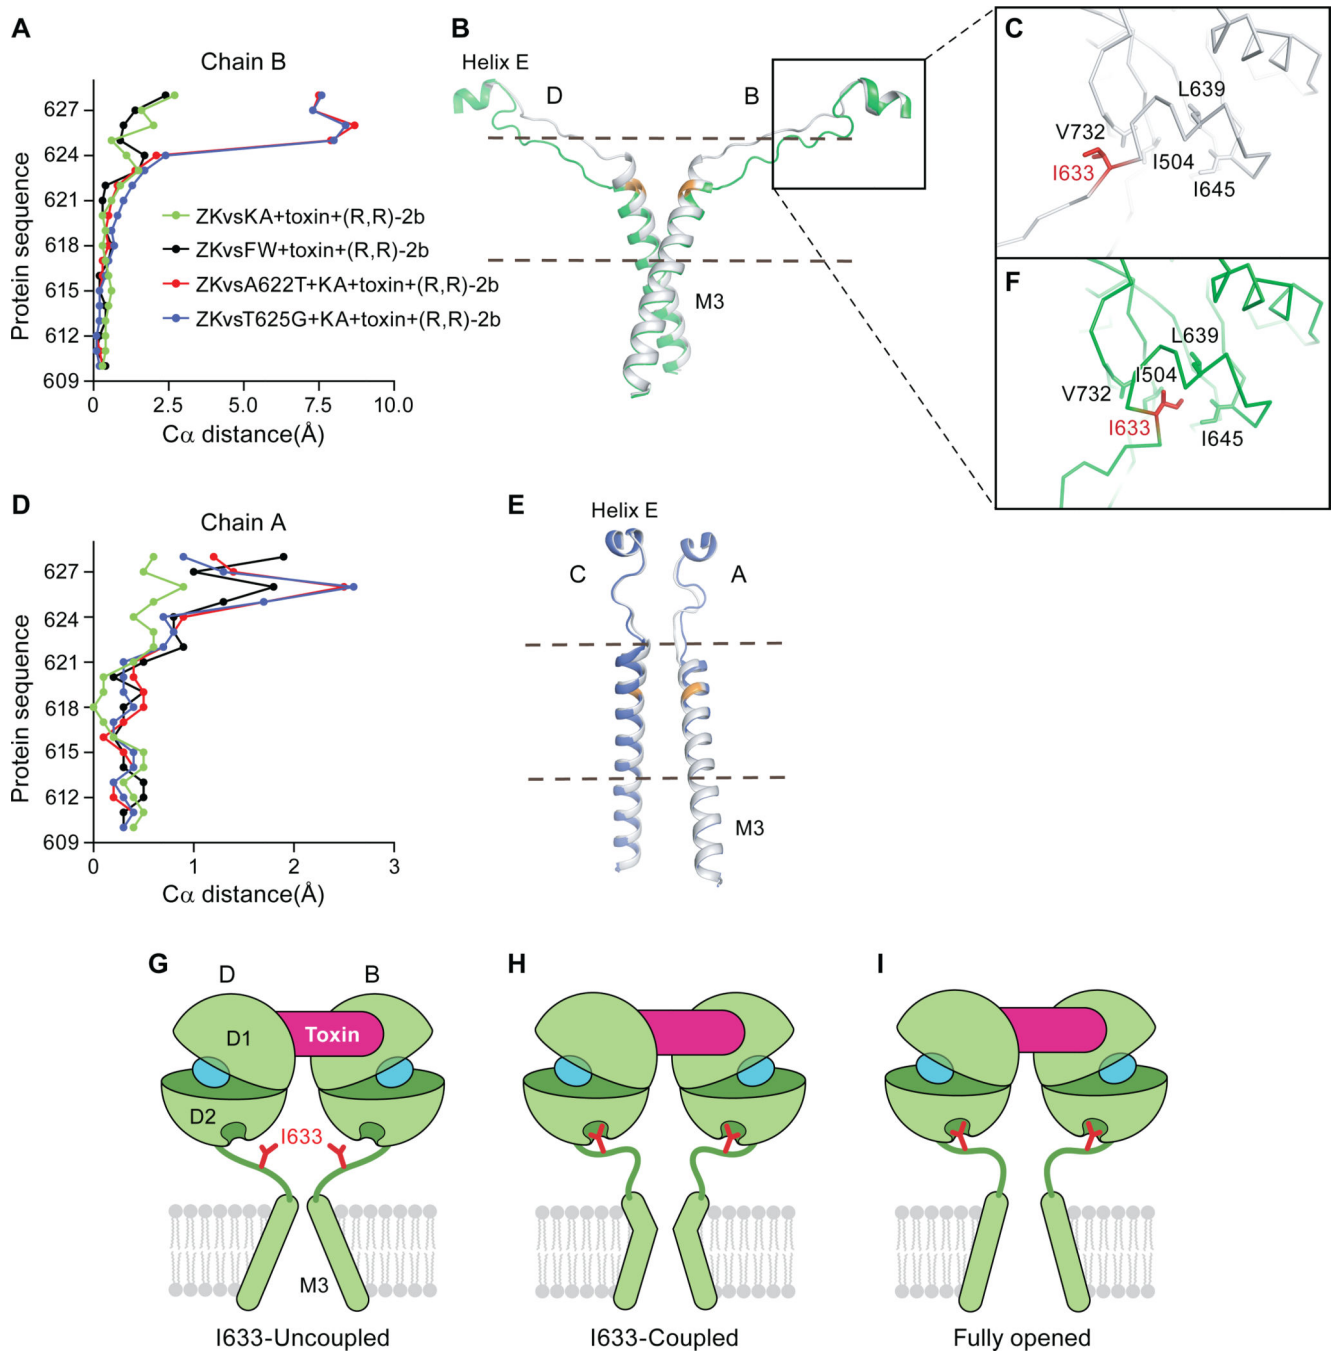 A
Chain B
Protein sequence
627
624
621
618
615
612
609
0
2.5
5.0
7.5
10.0
Cα distance(Å)
ZKvsKA+toxin+(R,R)-2b
ZKvsFW+toxin+(R,R)-2b
ZKvsA622T+KA+toxin+(R,R)-2b
ZKvsT625G+KA+toxin+(R,R)-2b
B
Helix E
D
B
M3
C
L639
V732
I633
I504
I645
F
L639
I504
V732
I633
I645
D
Chain A
Protein sequence
627
624
621
618
615
612
609
0
1
2
3
Cα distance(Å)
E
Helix E
C
A
M3
G
D
B
D1
Toxin
D2
I633
M3
I633-Uncoupled
H
I633-Coupled
I
Fully opened